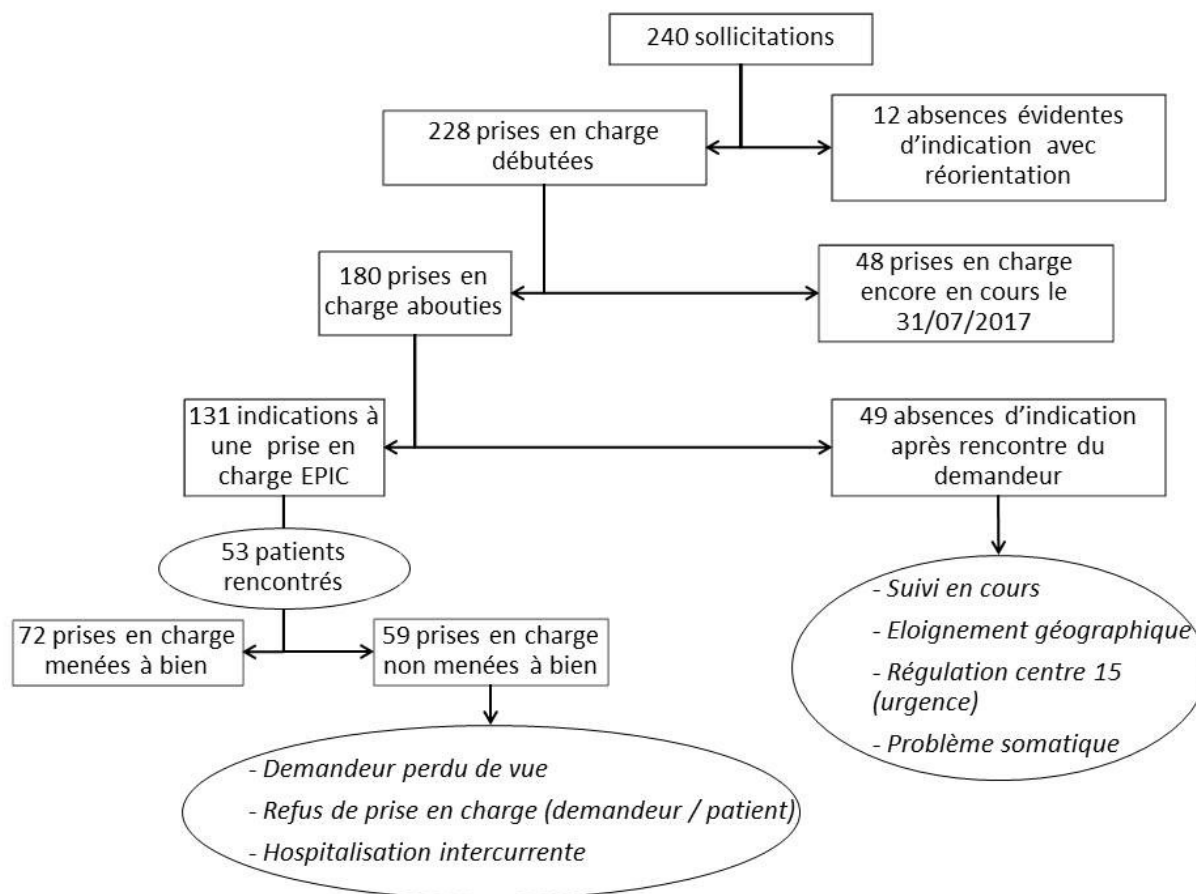 240 sollicitations
228 prises en charge
débutées
12 absences évidentes
d'indication avec
réorientation
180 prises en
charge abouties
48 prises en charge
encore en cours le
31/07/2017
131 indications à
une prise en
charge EPIC
49 absences d'indication
après rencontre du
demandeur
53 patients
rencontrés
72 prises en charge
menées à bien
59 prises en charge
non menées à bien
- Suivi en cours
- Eloignement géographique
- Régulation centre 15
(urgence)
- Problème somatique
- Demandeur perdu de vue
- Refus de prise en charge (demandeur / patient)
- Hospitalisation intercurrente